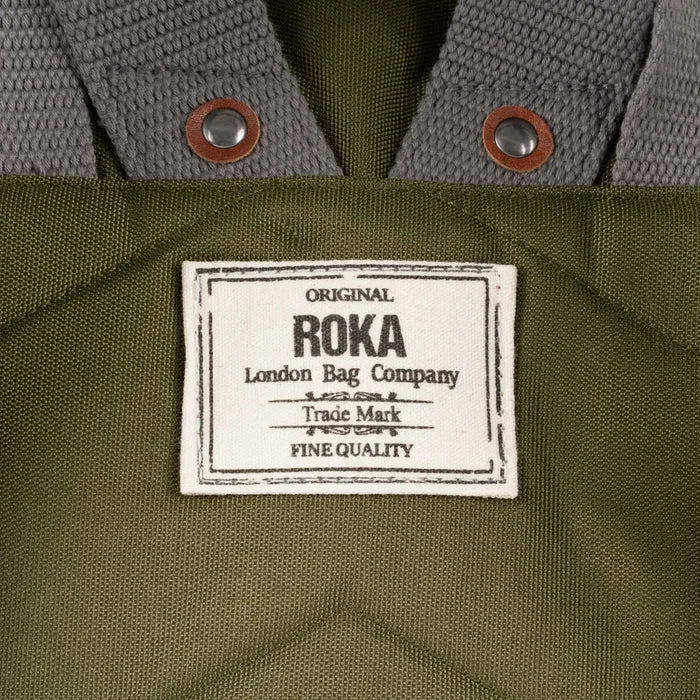 ORIGINAL
ROKA
London Bag Company
Trade Mark
FINE QUALITY